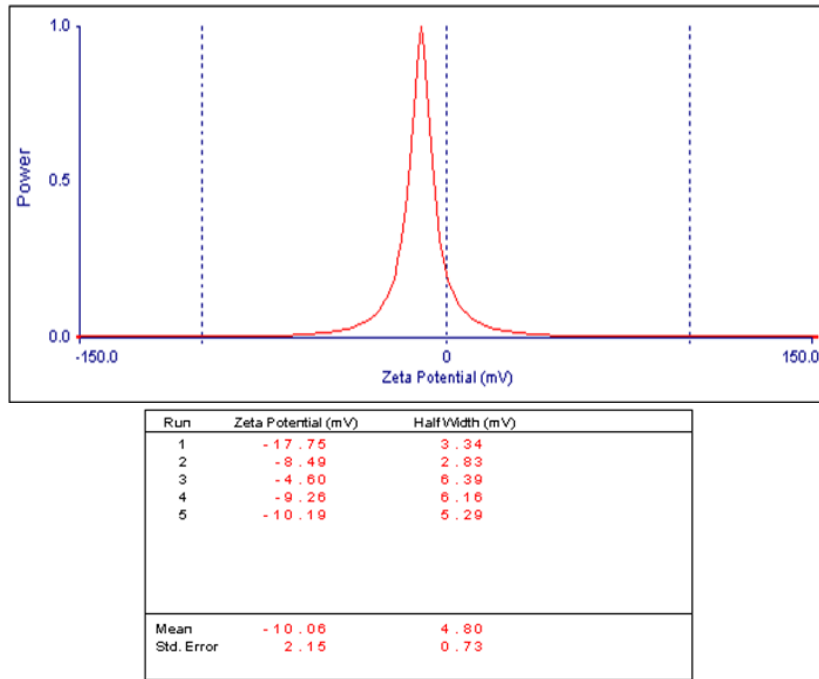 1.0
Power
0.5
0.0
-150.0 0 150.0
Zeta Potential (mV)
Run Zeta Potential (mV) Half Width (mV)
1 -17.75 3.34
2 -8.49 2.83
3 -4.60 6.39
4 -9.26 6.16
5 -10.19 5.29
Mean -10.06 4.80
Std. Error 2.15 0.73